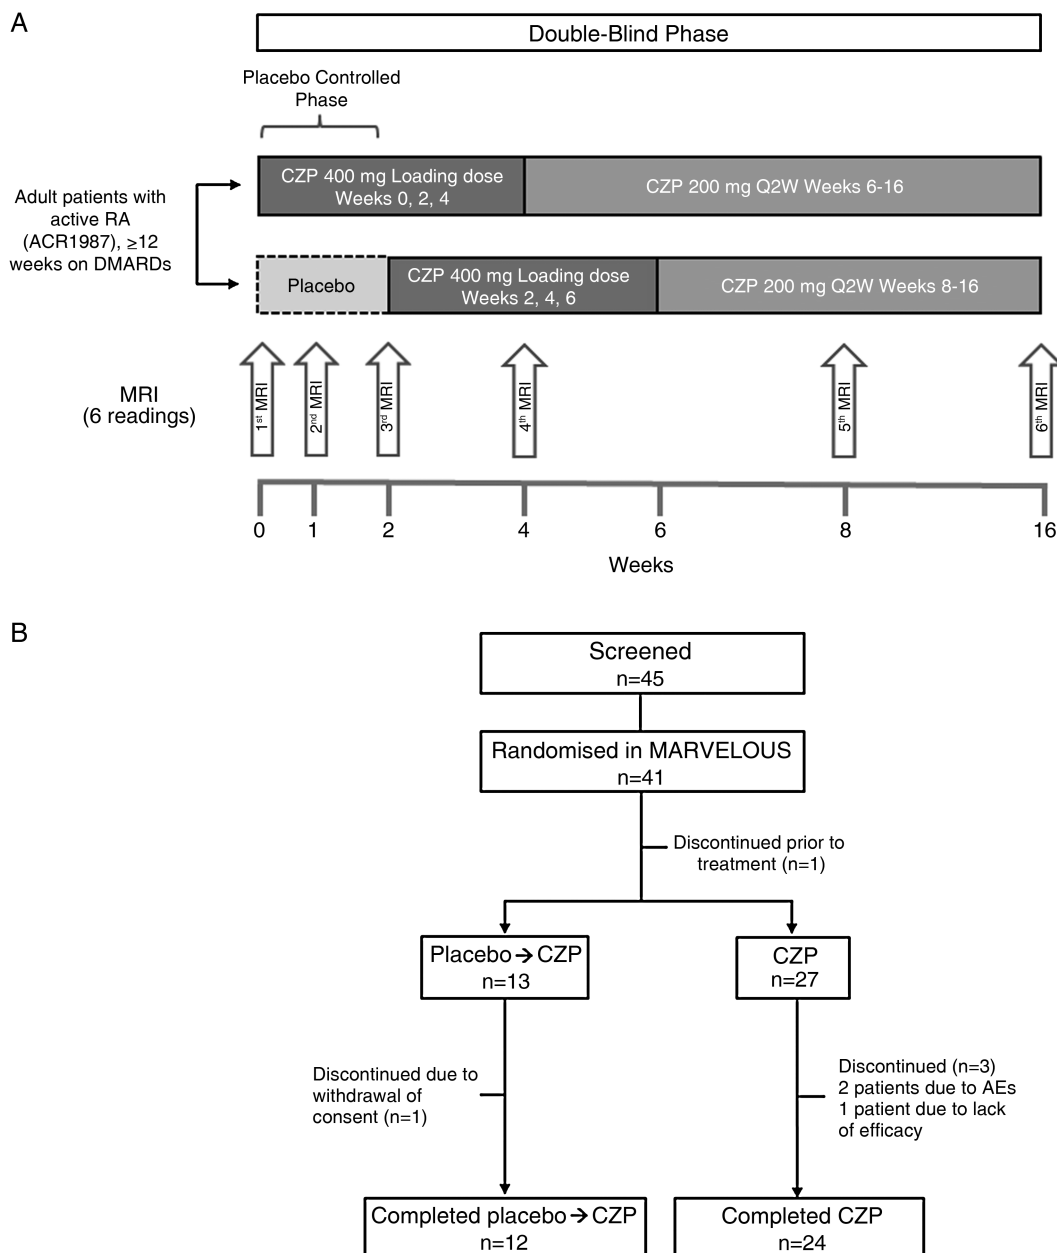 A
Double-Blind Phase
Placebo Controlled
Phase
CZP 400 mg Loading dose
Weeks 0, 2, 4
CZP 200 mg Q2W Weeks 6-16
Adult patients with
active RA
(ACR1987), ≥12
weeks on DMARDs
Placebo
CZP 400 mg Loading dose
Weeks 2, 4, 6
CZP 200 mg Q2W Weeks 8-16
MRI
(6 readings)
1st MRI
2nd MRI
3rd MRI
4th MRI
5th MRI
6th MRI
0 1 2 4 6 8 16
Weeks
B
Screened
n=45
Randomised in MARVELOUS
n=41
Discontinued prior to
treatment (n=1)
Placebo→CZP
n=13
CZP
n=27
Discontinued due to
withdrawal of
consent (n=1)
Discontinued (n=3)
2 patients due to AEs
1 patient due to lack
of efficacy
Completed placebo→CZP
n=12
Completed CZP
n=24